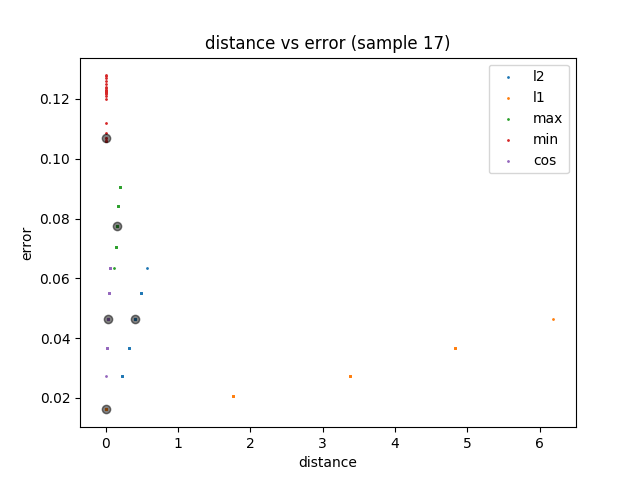 distance vs error (sample 17)
l2
l1
max
min
cos
error
0.12
0.10
0.08
0.06
0.04
0.02
0
1
2
3
4
5
6
distance